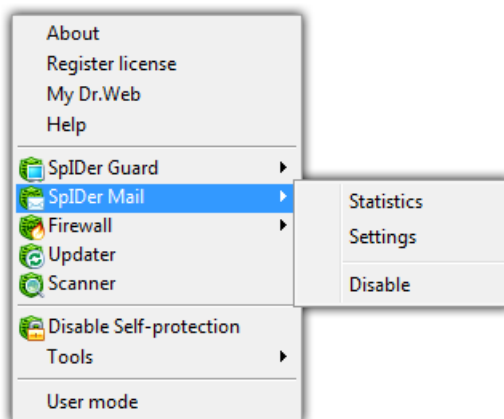 About
Register license
My Dr.Web
Help
SpIDer Guard
SpIDer Mail
Firewall
Updater
Scanner
Disable Self-protection
Tools
User mode
Statistics
Settings
Disable